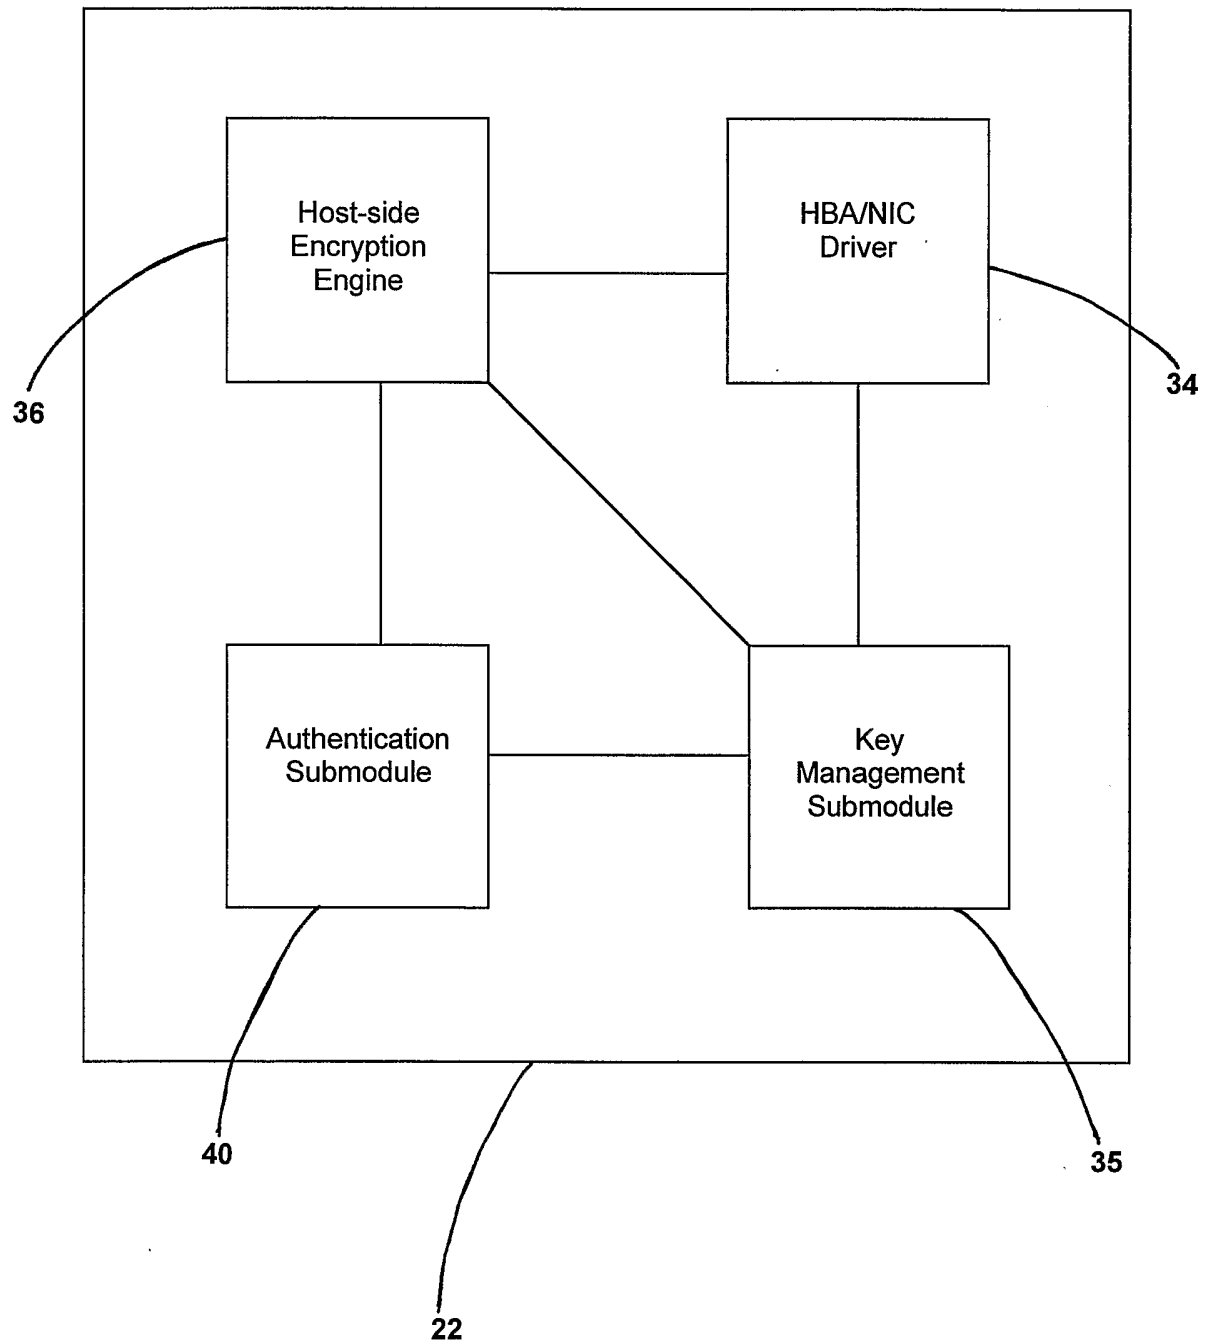 Host-side
Encryption
Engine
HBA/NIC
Driver
36
34
Authentication
Submodule
Key
Management
Submodule
40
35
22